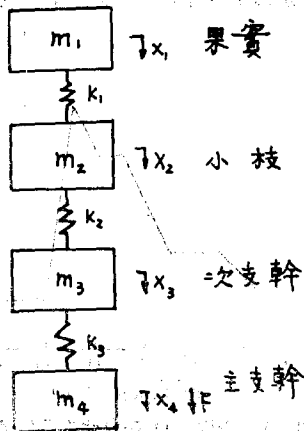 m₁ x₁ 果實
k₁
m₂ x₂ 小枝
k₂
m₃ x₃ 二次支幹
k₃
m₄ x₄ F 主支幹